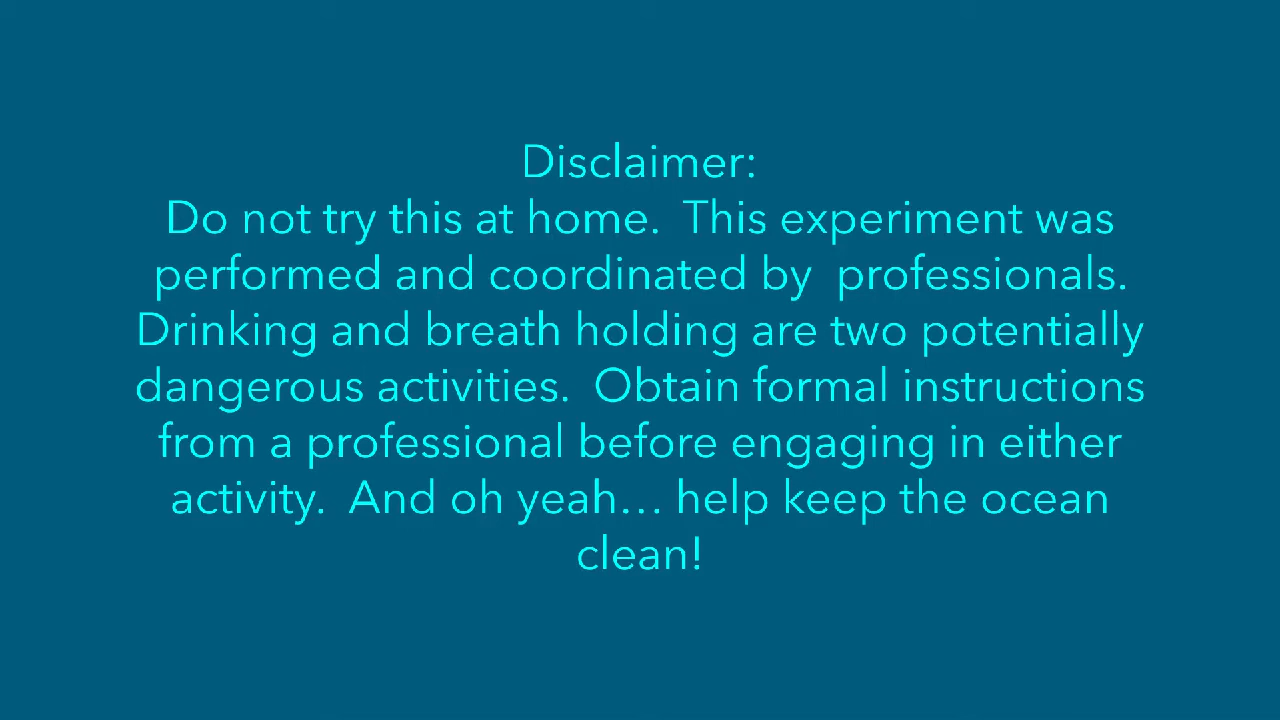 Disclaimer:
Do not try this at home.  This experiment was
performed and coordinated by  professionals.
Drinking and breath holding are two potentially
dangerous activities.  Obtain formal instructions
from a professional before engaging in either
activity.  And oh yeah… help keep the ocean
clean!